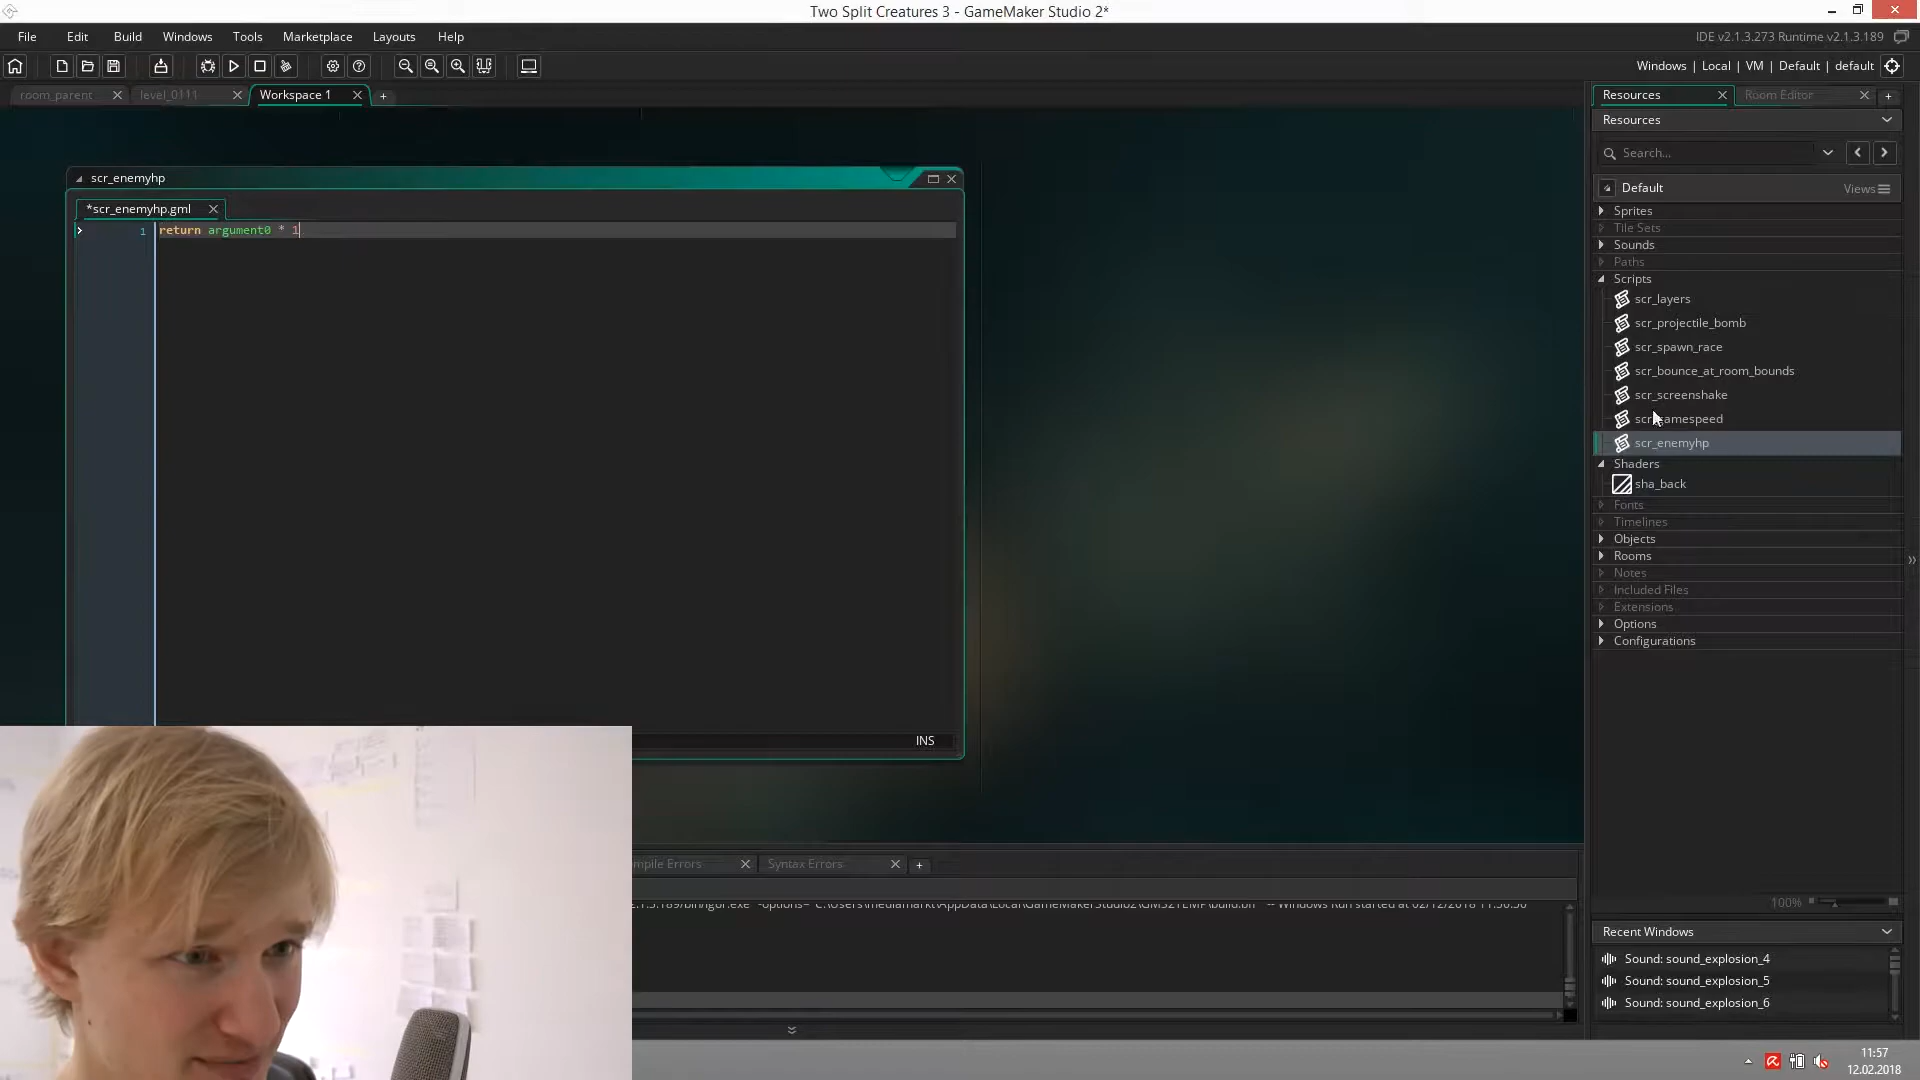 Two Split Creatures 3 - GameMaker Studio 2*
File Edit Build Windows Tools Marketplace Layouts Help
IDE v2.1.3.273 Runtime v2.1.3.189
Windows | Local | VM | Default | default
room_parent level_0111 Workspace 1
Resources Room Editor
Resources
Search...
Default Views
scr_enemyhp
*scr_enemyhp.gml
1 return argument0 * 1
INS
Sprites
Tile Sets
Sounds
Paths
Scripts
scr_layers
scr_projectile_bomb
scr_spawn_race
scr_bounce_at_room_bounds
scr_screenshake
scr_gamespeed
scr_enemyhp
Shaders
sha_back
Fonts
Timelines
Objects
Rooms
Notes
Included Files
Extensions
Options
Configurations
100%
Recent Windows
Sound: sound_explosion_4
Sound: sound_explosion_5
Sound: sound_explosion_6
mpile Errors Syntax Errors
11:57
12.02.2018